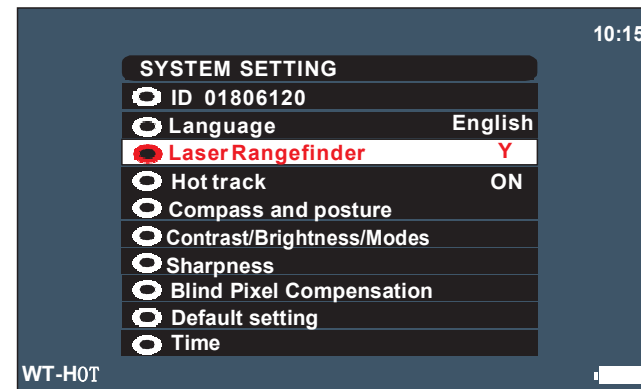 10:15
SYSTEM SETTING
ID 01806120
Language English
Laser Rangefinder Y
Hot track ON
Compass and posture
Contrast/Brightness/Modes
Sharpness
Blind Pixel Compensation
Default setting
Time
WT-HOT